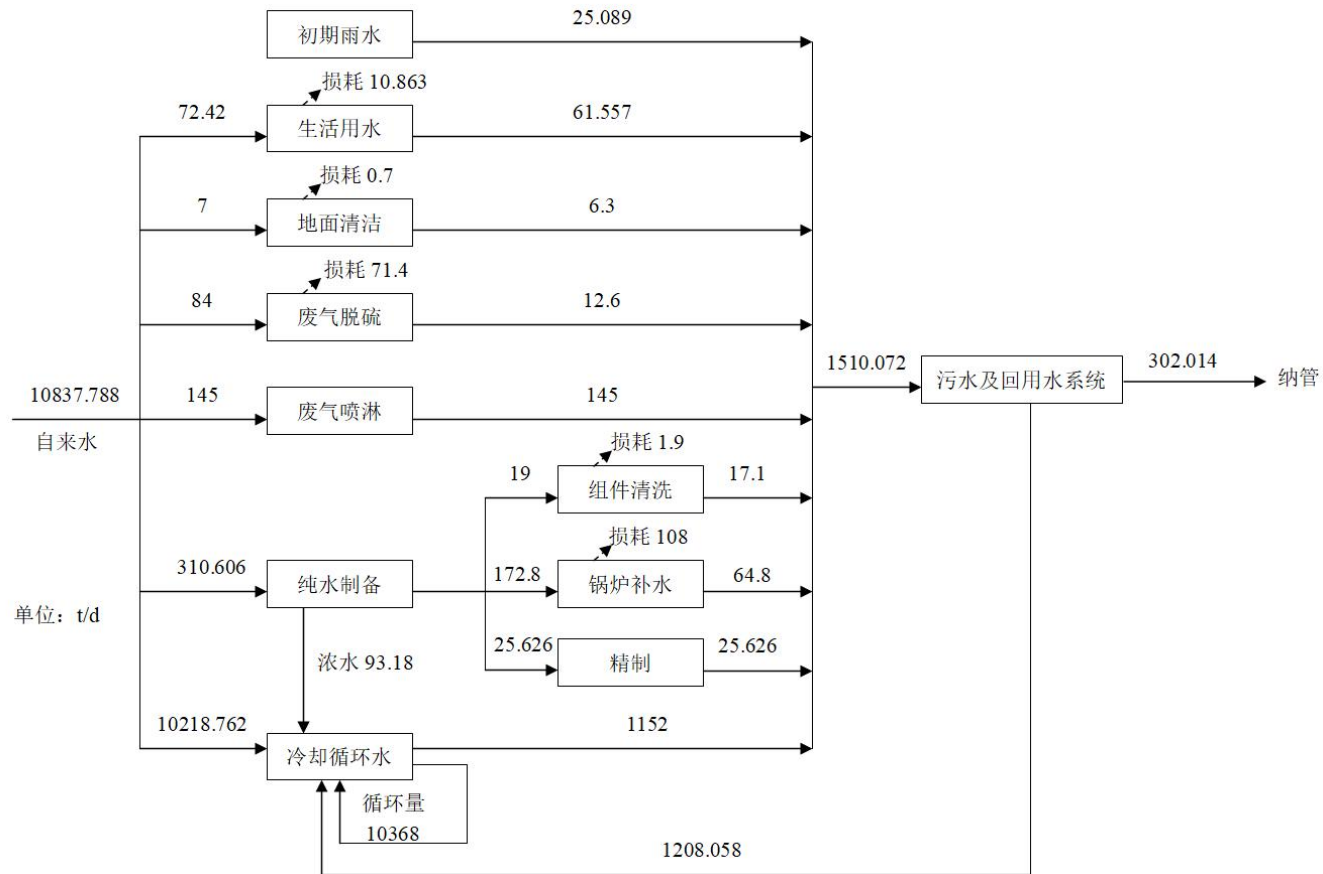 25.089
初期雨水
损耗 10.863
72.42
生活用水
61.557
损耗 0.7
7
地面清洁
6.3
损耗 71.4
84
废气脱硫
12.6
1510.072
污水及回用水系统
302.014
纳管
10837.788
自来水
145
废气喷淋
145
损耗 1.9
19
组件清洗
17.1
损耗 108
310.606
纯水制备
172.8
锅炉补水
64.8
单位：t/d
浓水 93.18
25.626
精制
25.626
10218.762
冷却循环水
1152
循环量
10368
1208.058